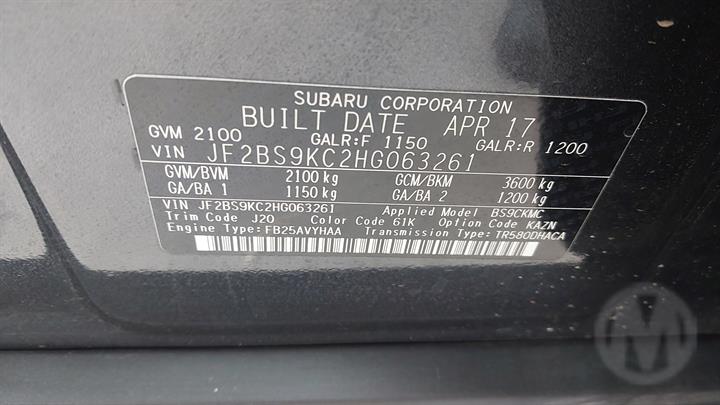 SUBARU CORPORATION
BUILT DATE APR 17
GVM 2100 GALR:F 1150 GALR:R 1200
VIN JF2BS9KC2HG063261
GVM/BVM 2100 kg GCM/BKM 3600 kg
GA/BA 1 1150 kg GA/BA 2 1200 kg
VIN JF2BS9KC2HG063261 Applied Model BS9CKMC
Trim Code J20 Color Code 61K Option Code KAZN
Engine Type:FB25AVYHAA Transmission Type:TR580DHACA
M